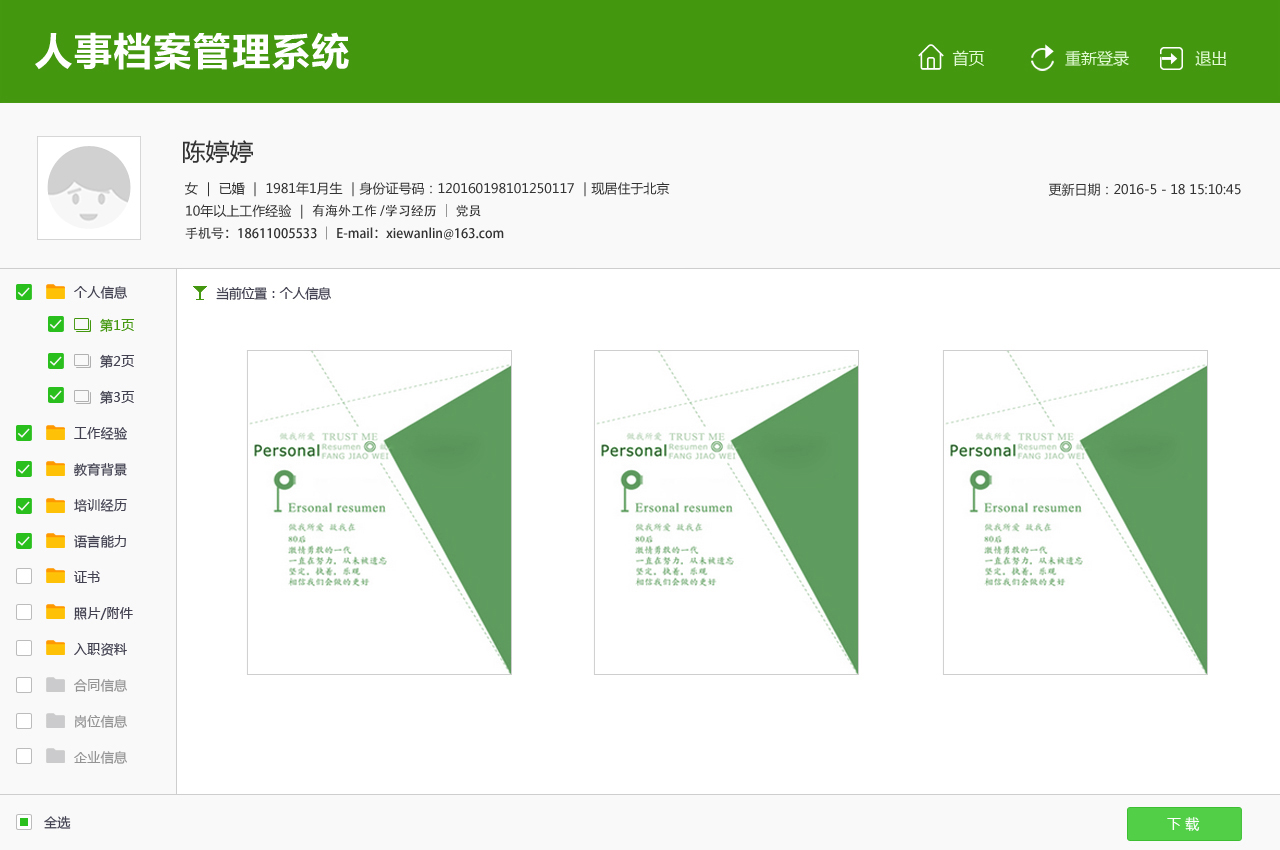 人事档案管理系统
首页 重新登录 退出
陈婷婷
女 | 已婚 | 1981年1月生 | 身份证号码：120160198101250117 | 现居住于北京
更新日期：2016-5 - 18 15:10:45
10年以上工作经验 | 有海外工作 /学习经历 | 党员
手机号：18611005533 | E-mail：xiewanlin@163.com
个人信息
第1页
第2页
第3页
工作经验
教育背景
培训经历
语言能力
证书
照片/附件
入职资料
合同信息
岗位信息
企业信息
当前位置：个人信息
做我所爱 TRUST ME
Personal Resumen
FANG JIAO WEI
Ersonal resumen
做我所爱 故我在
80后
激情勇敢的一代
一直在努力，从未被遗忘
坚定，执着，乐观
相信我们会做的更好
做我所爱 TRUST ME
Personal Resumen
FANG JIAO WEI
Ersonal resumen
做我所爱 故我在
80后
激情勇敢的一代
一直在努力，从未被遗忘
坚定，执着，乐观
相信我们会做的更好
做我所爱 TRUST ME
Personal Resumen
FANG JIAO WEI
Ersonal resumen
做我所爱 故我在
80后
激情勇敢的一代
一直在努力，从未被遗忘
坚定，执着，乐观
相信我们会做的更好
全选
下 载